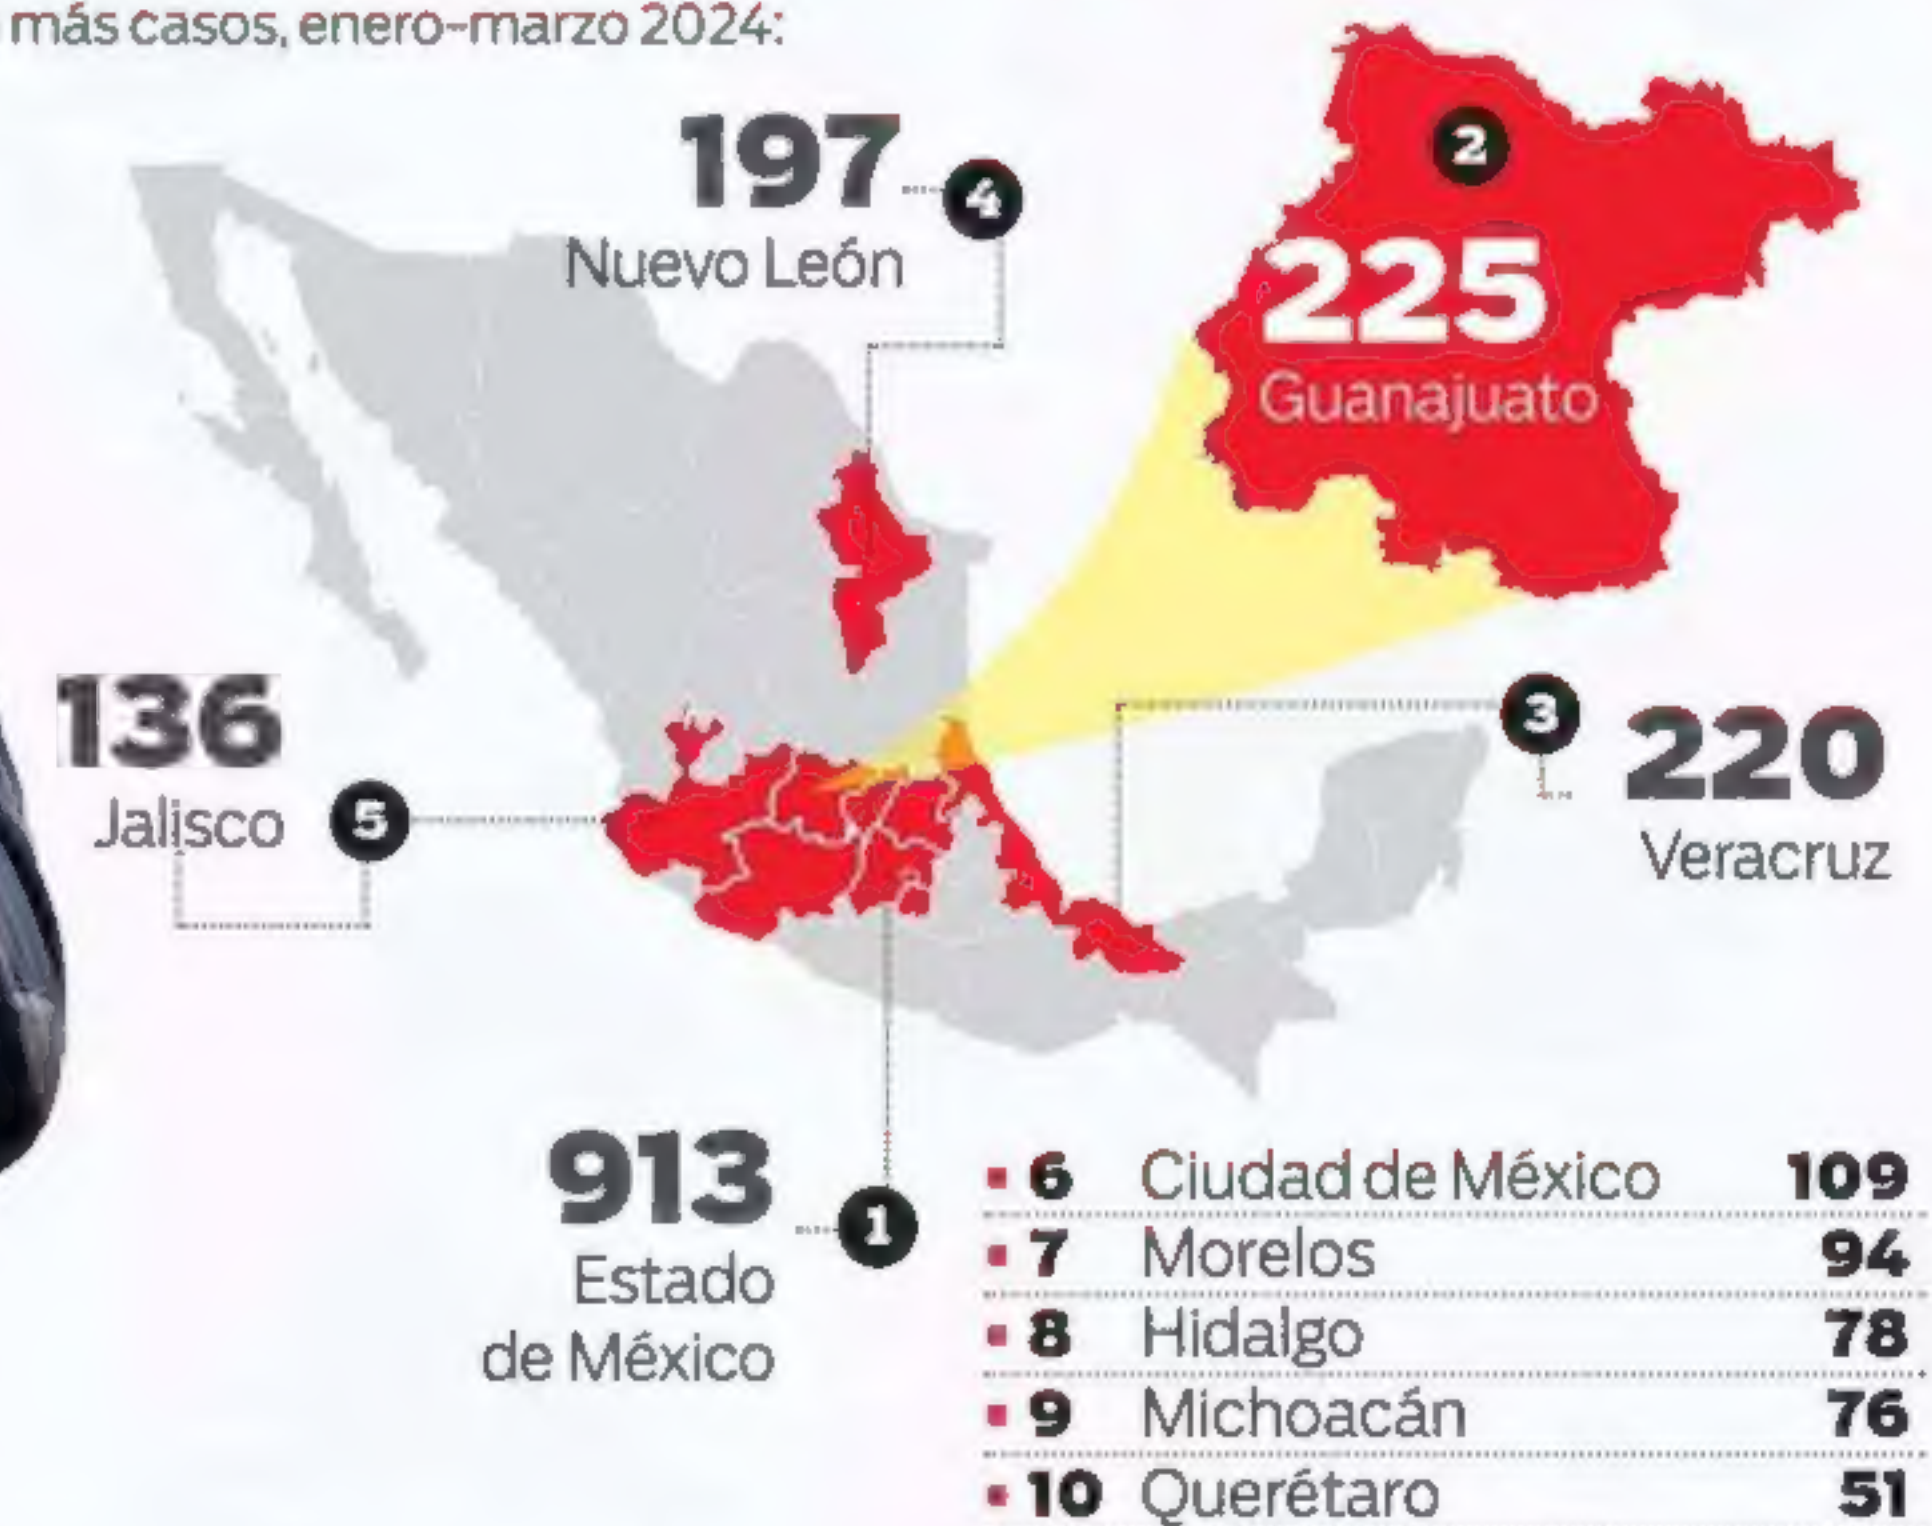 más casos, enero-marzo 2024:
197
4
Nuevo León
2
225
Guanajuato
136
Jalisco
5
3
220
Veracruz
913
1
Estado
de México
6 Ciudad de México 109
7 Morelos 94
8 Hidalgo 78
9 Michoacán 76
10 Querétaro 51